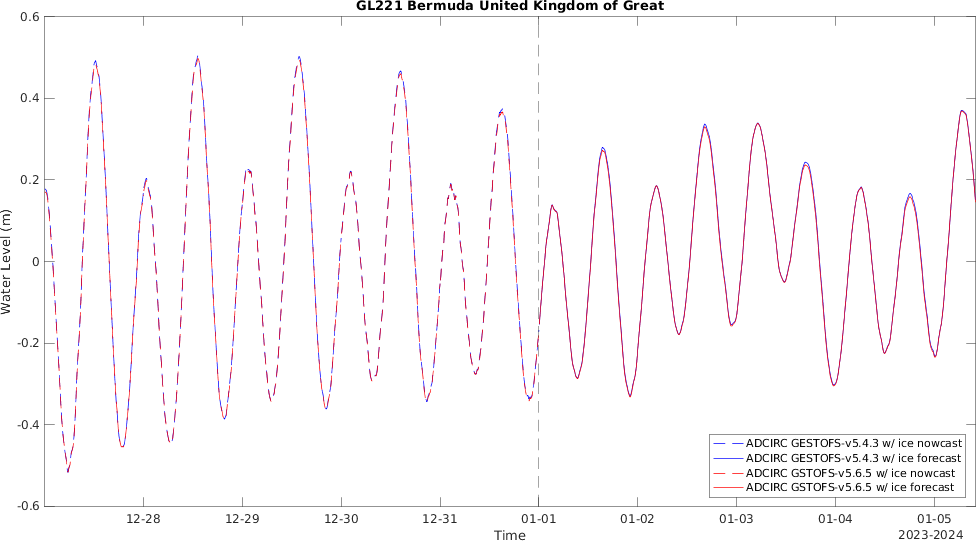 GL221 Bermuda United Kingdom of Great
0.6
0.4
0.2
0
-0.2
-0.4
-0.6
Water Level (m)
ADCIRC GESTOFS-v5.4.3 w/ ice nowcast
ADCIRC GESTOFS-v5.4.3 w/ ice forecast
ADCIRC GSTOFS-v5.6.5 w/ ice nowcast
ADCIRC GSTOFS-v5.6.5 w/ ice forecast
12-28 12-29 12-30 12-31 01-01 01-02 01-03 01-04 01-05
Time
2023-2024